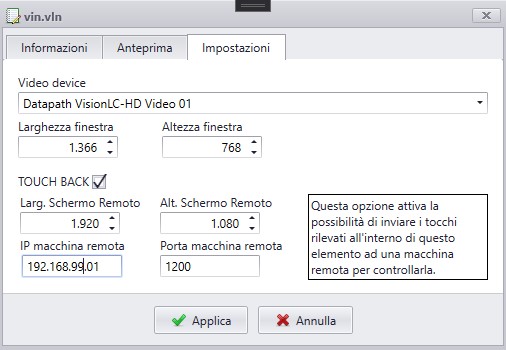 vin.vln
Informazioni Anteprima Impostazioni
Video device
Datapath VisionLC-HD Video 01
Larghezza finestra Altezza finestra
1.366 768
TOUCH BACK
Larg. Schermo Remoto Alt. Schermo Remoto
1.920 1.080
IP macchina remota Porta macchina remota
192.168.99.01 1200
Questa opzione attiva la
possibilità di inviare i tocchi
rilevati all'interno di questo
elemento ad una macchina
remota per controllarla.
Applica Annulla